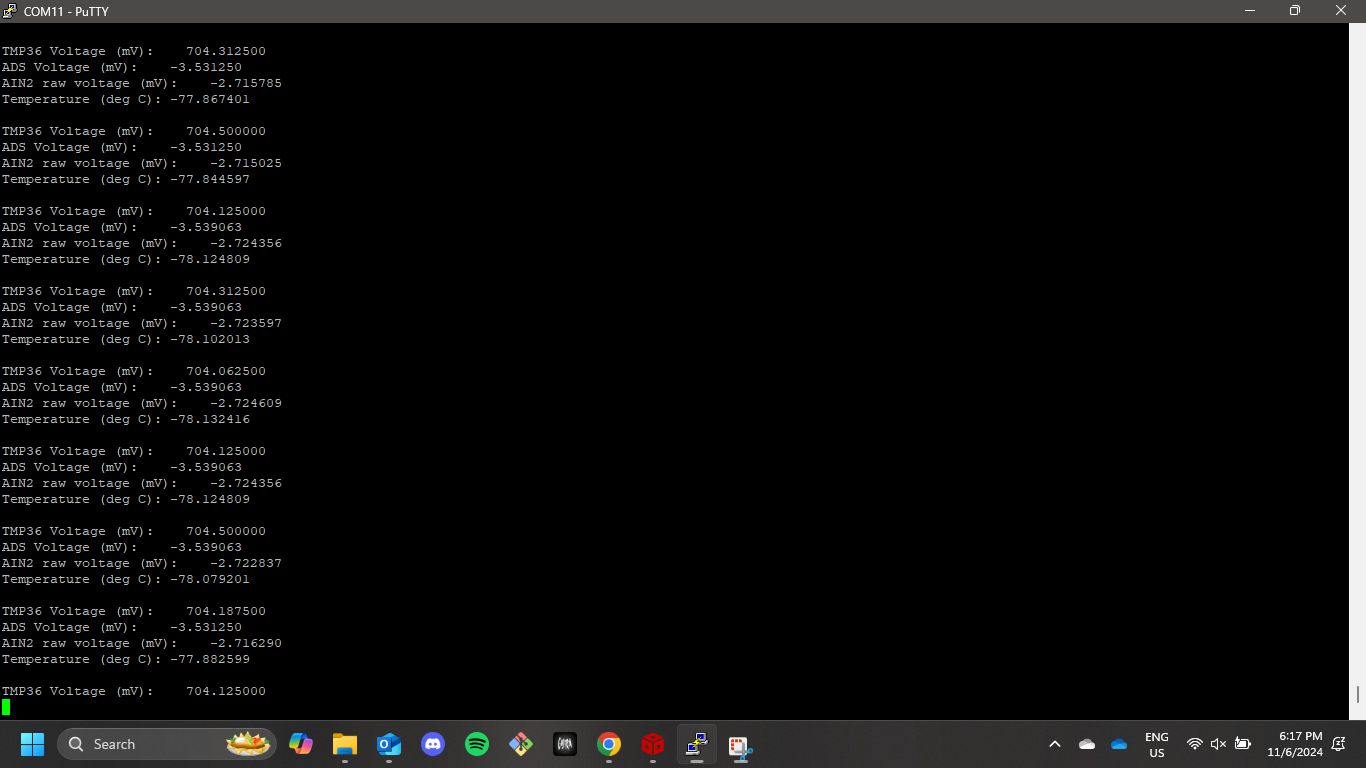 COM11 - PuTTY
TMP36 Voltage (mV):    704.312500
ADS Voltage (mV):    -3.531250
AIN2 raw voltage (mV):    -2.715785
Temperature (deg C): -77.867401
TMP36 Voltage (mV):    704.500000
ADS Voltage (mV):    -3.531250
AIN2 raw voltage (mV):    -2.715025
Temperature (deg C): -77.844597
TMP36 Voltage (mV):    704.125000
ADS Voltage (mV):    -3.539063
AIN2 raw voltage (mV):    -2.724356
Temperature (deg C): -78.124809
TMP36 Voltage (mV):    704.312500
ADS Voltage (mV):    -3.539063
AIN2 raw voltage (mV):    -2.723597
Temperature (deg C): -78.102013
TMP36 Voltage (mV):    704.062500
ADS Voltage (mV):    -3.539063
AIN2 raw voltage (mV):    -2.724609
Temperature (deg C): -78.132416
TMP36 Voltage (mV):    704.125000
ADS Voltage (mV):    -3.539063
AIN2 raw voltage (mV):    -2.724356
Temperature (deg C): -78.124809
TMP36 Voltage (mV):    704.500000
ADS Voltage (mV):    -3.539063
AIN2 raw voltage (mV):    -2.722837
Temperature (deg C): -78.079201
TMP36 Voltage (mV):    704.187500
ADS Voltage (mV):    -3.531250
AIN2 raw voltage (mV):    -2.716290
Temperature (deg C): -77.882599
TMP36 Voltage (mV):    704.125000
Search
ENG
US
6:17 PM
11/6/2024